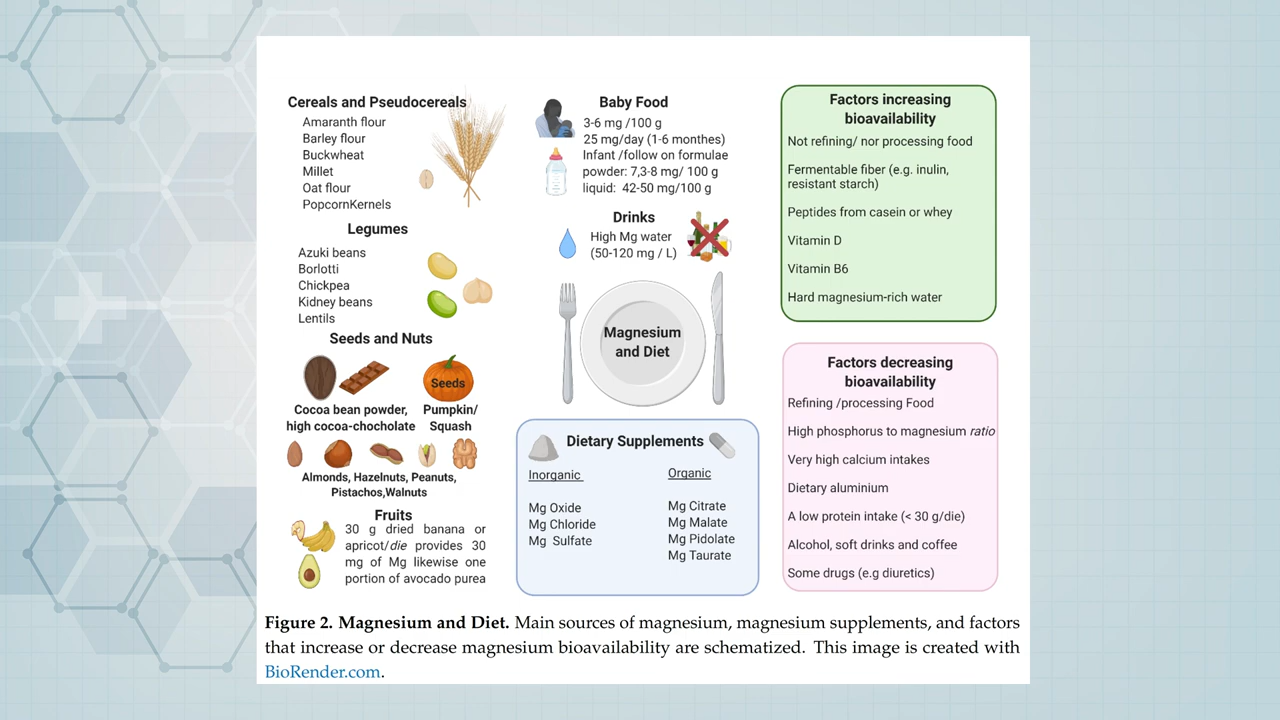 Cereals and Pseudocereals
Amaranth flour
Barley flour
Buckwheat
Millet
Oat flour
PopcornKernels
Legumes
Azuki beans
Borlotti
Chickpea
Kidney beans
Lentils
Seeds and Nuts
Seeds
Cocoa bean powder,
high cocoa-chocholate
Pumpkin/
Squash
Almonds, Hazelnuts, Peanuts,
Pistachos,Walnuts
Fruits
30 g dried banana or
apricot/die provides 30
mg of Mg likewise one
portion of avocado purea
Baby Food
3-6 mg /100 g
25 mg/day (1-6 monthes)
Infant /follow on formulae
powder: 7,3-8 mg/ 100 g
liquid: 42-50 mg/100 g
Drinks
High Mg water
(50-120 mg / L)
Magnesium
and Diet
Dietary Supplements
Inorganic
Mg Oxide
Mg Chloride
Mg Sulfate
Organic
Mg Citrate
Mg Malate
Mg Pidolate
Mg Taurate
Factors increasing
bioavailability
Not refining/ nor processing food
Fermentable fiber (e.g. inulin,
resistant starch)
Peptides from casein or whey
Vitamin D
Vitamin B6
Hard magnesium-rich water
Factors decreasing
bioavailability
Refining /processing Food
High phosphorus to magnesium ratio
Very high calcium intakes
Dietary aluminium
A low protein intake (< 30 g/die)
Alcohol, soft drinks and coffee
Some drugs (e.g diuretics)
Figure 2. Magnesium and Diet. Main sources of magnesium, magnesium supplements, and factors
that increase or decrease magnesium bioavailability are schematized. This image is created with
BioRender.com.